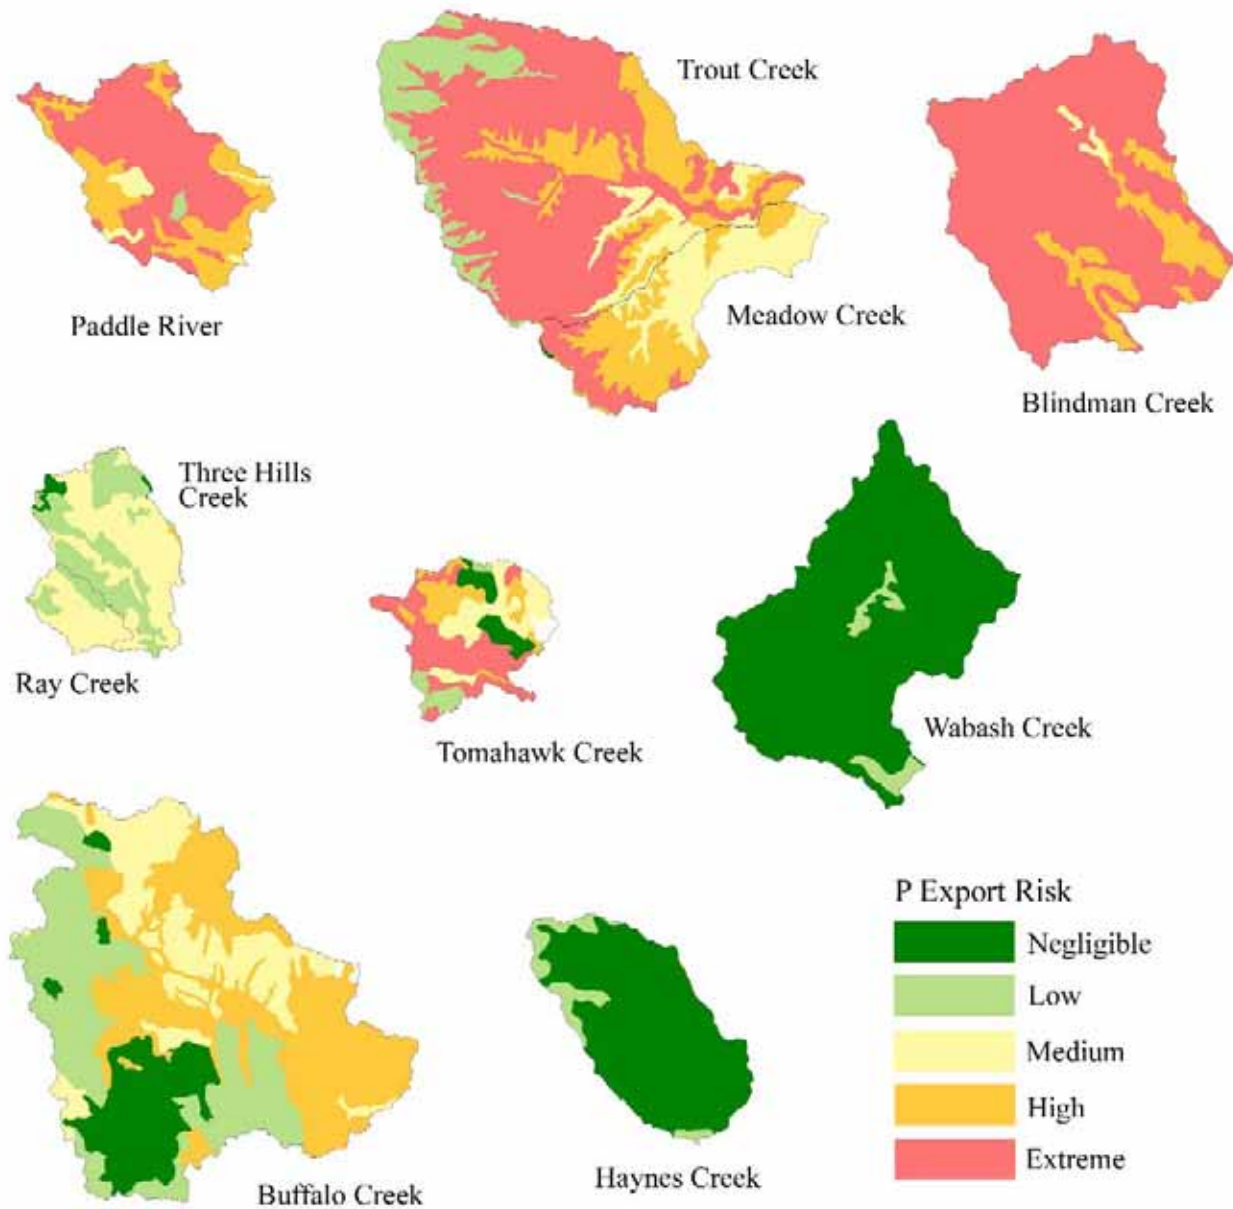 Trout Creek
Paddle River
Meadow Creek
Blindman Creek
Three Hills
Creek
Ray Creek
Tomahawk Creek
Wabash Creek
Buffalo Creek
Haynes Creek
P Export Risk
Negligible
Low
Medium
High
Extreme